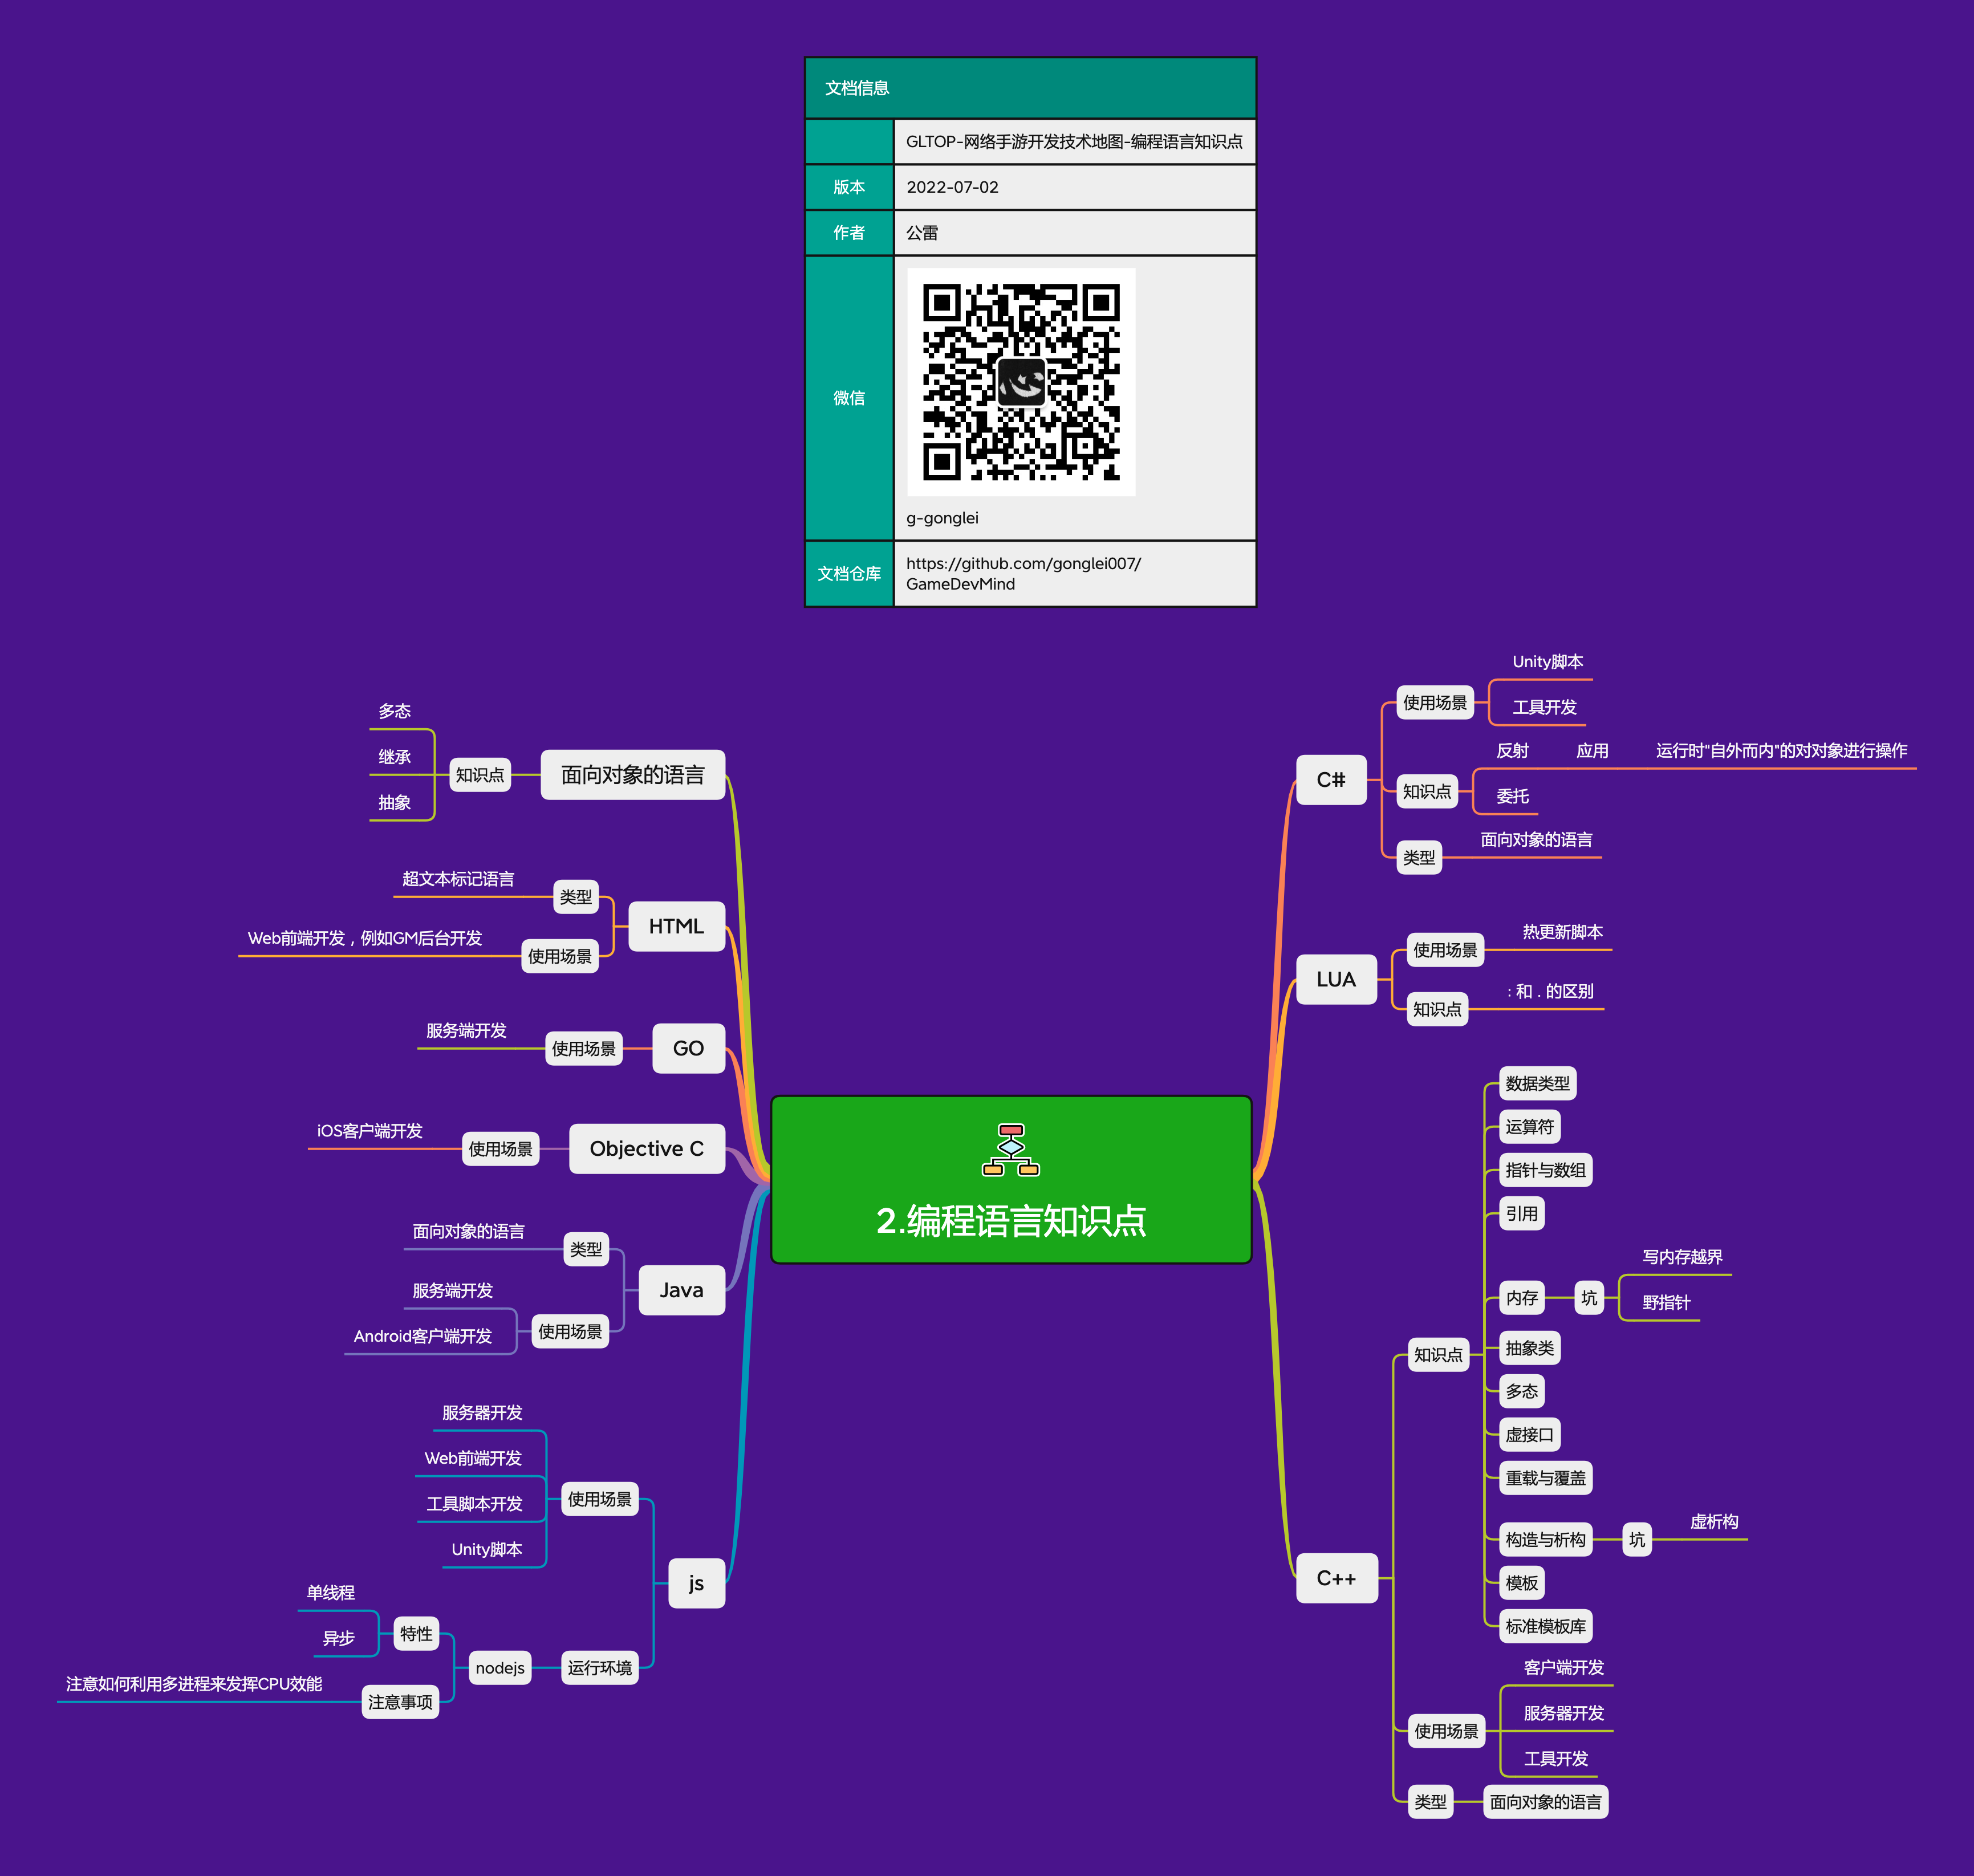 文档信息
GLTOP-网络手游开发技术地图-编程语言知识点
版本
2022-07-02
作者
公雷
微信
g-gonglei
文档仓库
https://github.com/gonglei007/
GameDevMind
2.编程语言知识点
C#
使用场景
Unity脚本
工具开发
知识点
反射
应用
运行时"自外而内"的对对象进行操作
委托
类型
面向对象的语言
LUA
使用场景
热更新脚本
知识点
: 和 . 的区别
C++
知识点
数据类型
运算符
指针与数组
引用
内存
坑
写内存越界
野指针
抽象类
多态
虚接口
重载与覆盖
构造与析构
坑
虚析构
模板
标准模板库
使用场景
客户端开发
服务器开发
工具开发
类型
面向对象的语言
面向对象的语言
知识点
多态
继承
抽象
HTML
类型
超文本标记语言
使用场景
Web前端开发，例如GM后台开发
GO
使用场景
服务端开发
Objective C
使用场景
iOS客户端开发
Java
类型
面向对象的语言
使用场景
服务端开发
Android客户端开发
js
使用场景
服务器开发
Web前端开发
工具脚本开发
Unity脚本
运行环境
nodejs
特性
单线程
异步
注意事项
注意如何利用多进程来发挥CPU效能